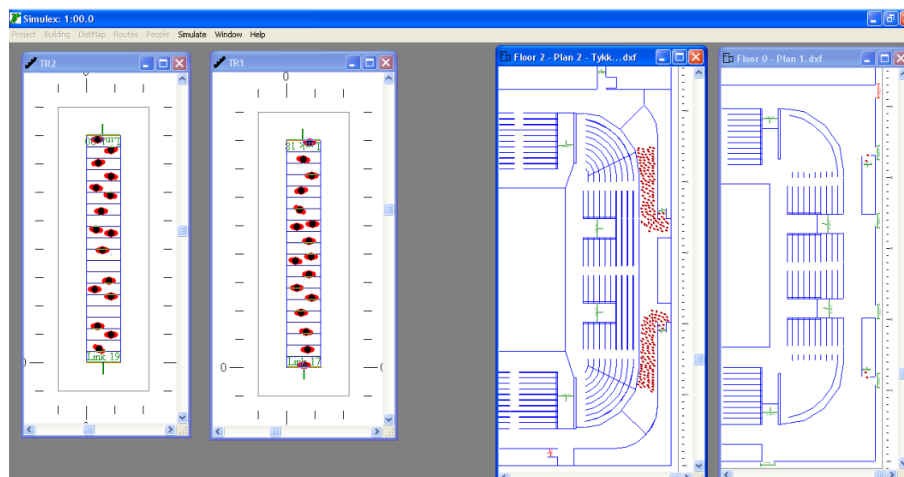 Simulex: 1:00.0
Project Building DistMap Routes People Simulate Window Help
TR2
TR1
Floor 2 - Plan 2 - Tykk...dxf
Floor 0 - Plan 1.dxf
0
0
Link 19
Link 17
0